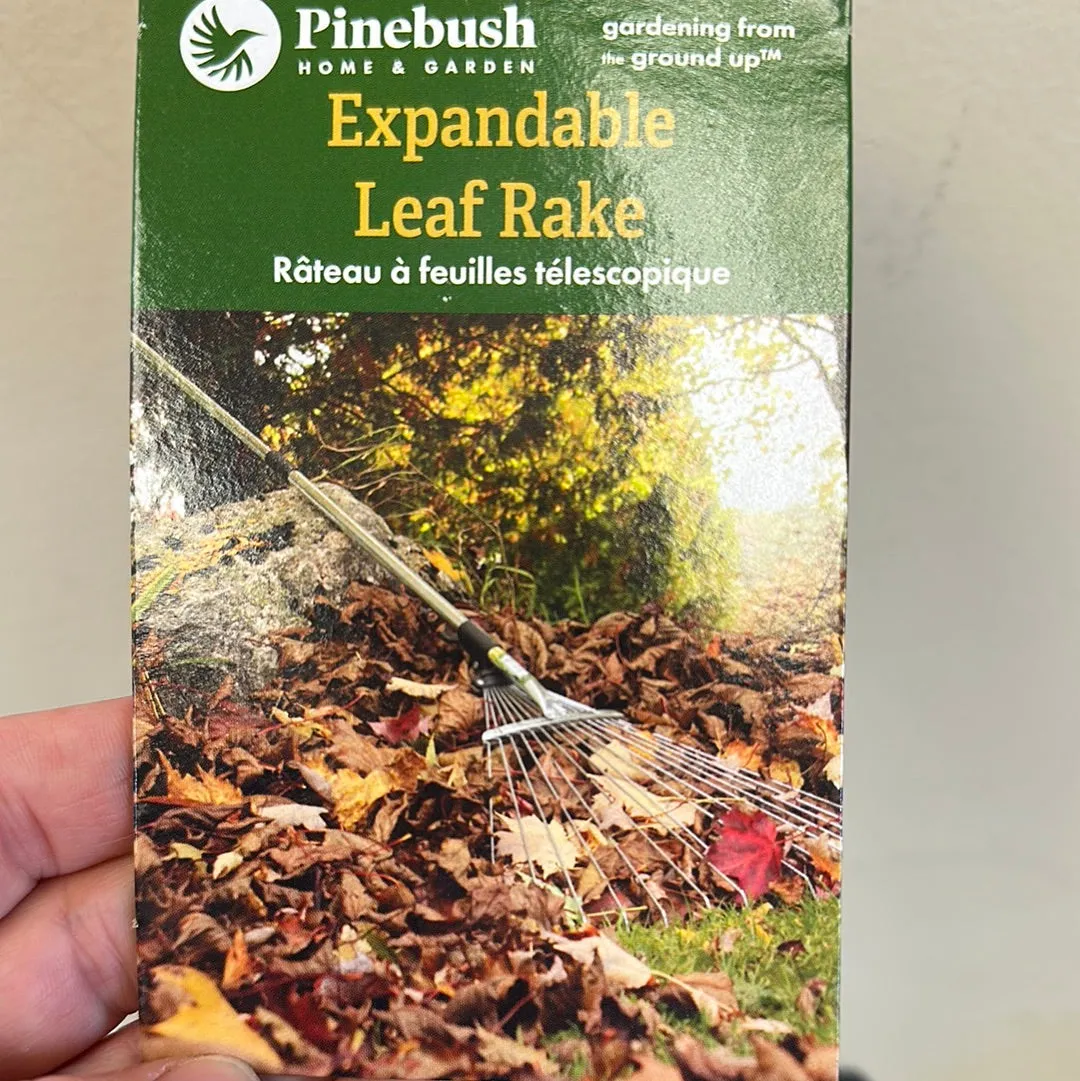 Pinebush
HOME & GARDEN
gardening from
the ground up™
Expandable
Leaf Rake
Râteau à feuilles télescopique